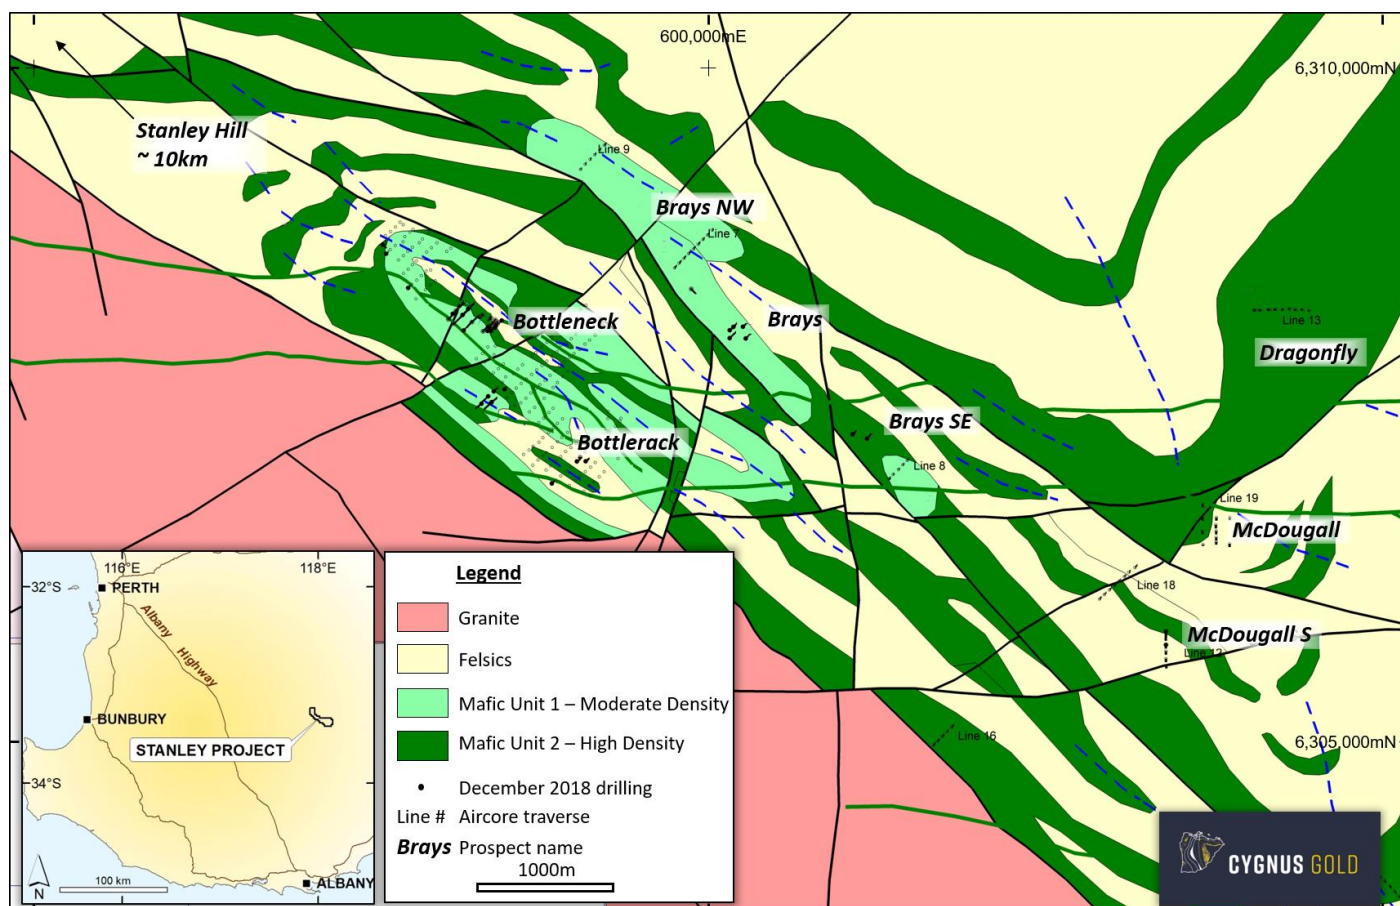 600,000mE
6,310,000mN
Stanley Hill
~ 10km
Line 9
Brays NW
Line 7
Bottleneck
Brays
Line 13
Dragonfly
Brays SE
Bottlerack
Line 8
Line 19
McDougall
Line 18
McDougall S
Line 16
6,305,000mN
116°E
118°E
32°S
PERTH
Albany
Highway
BUNBURY
STANLEY PROJECT
34°S
ALBANY
100 km
N
Legend
Granite
Felsics
Mafic Unit 1 – Moderate Density
Mafic Unit 2 – High Density
December 2018 drilling
Line # Aircore traverse
Brays Prospect name
1000m
CYGNUS GOLD